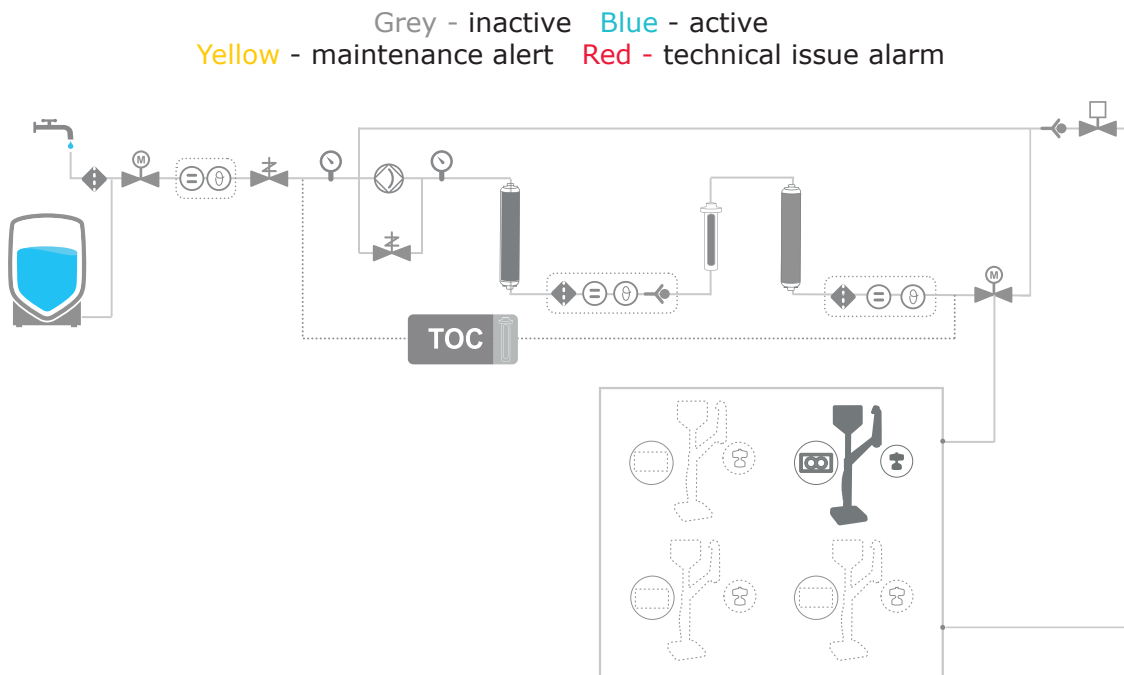 Grey - inactive Blue - active
Yellow - maintenance alert Red - technical issue alarm
M
M
TOC